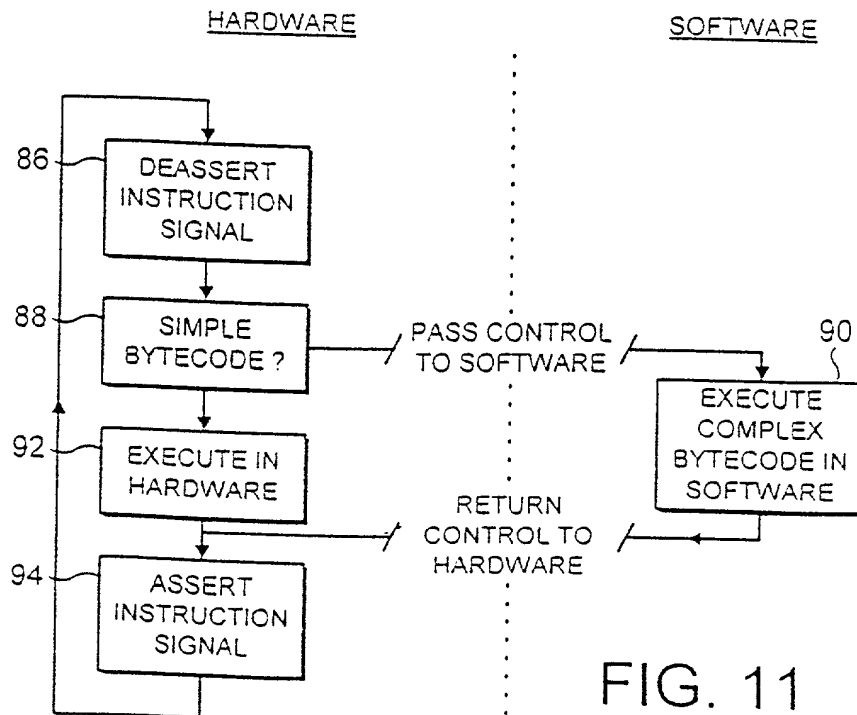 HARDWARE
SOFTWARE
86
DEASSERT
INSTRUCTION
SIGNAL
88
SIMPLE
BYTECODE ?
PASS CONTROL
TO SOFTWARE
90
EXECUTE
COMPLEX
BYTECODE IN
SOFTWARE
92
EXECUTE IN
HARDWARE
RETURN
CONTROL TO
HARDWARE
94
ASSERT
INSTRUCTION
SIGNAL
FIG. 11